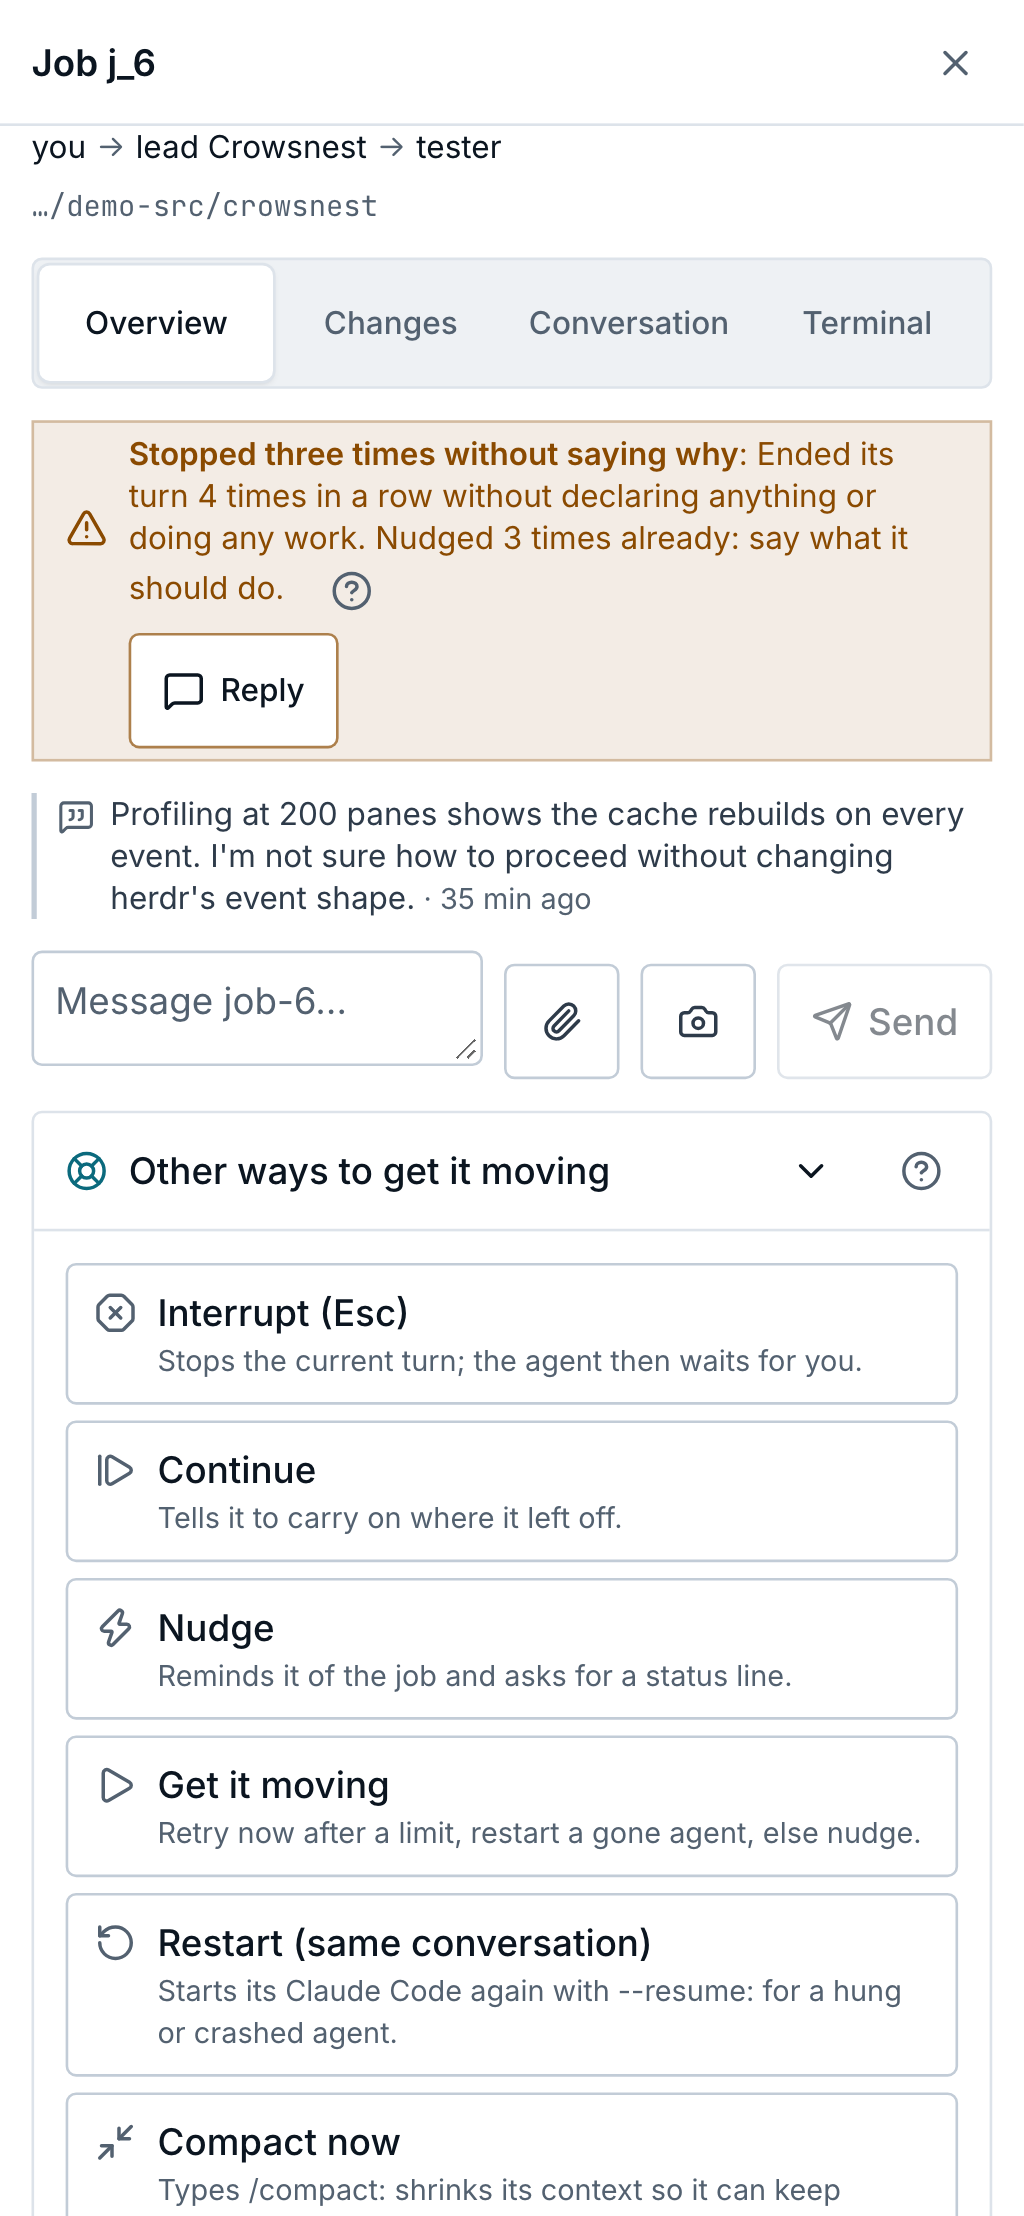 Job j_6
you → lead Crowsnest → tester
…/demo-src/crowsnest
Overview
Changes
Conversation
Terminal
Stopped three times without saying why: Ended its
turn 4 times in a row without declaring anything or
doing any work. Nudged 3 times already: say what it
should do.
Reply
Profiling at 200 panes shows the cache rebuilds on every
event. I'm not sure how to proceed without changing
herdr's event shape. · 35 min ago
Message job-6...
Send
Other ways to get it moving
Interrupt (Esc)
Stops the current turn; the agent then waits for you.
Continue
Tells it to carry on where it left off.
Nudge
Reminds it of the job and asks for a status line.
Get it moving
Retry now after a limit, restart a gone agent, else nudge.
Restart (same conversation)
Starts its Claude Code again with --resume: for a hung
or crashed agent.
Compact now
Types /compact: shrinks its context so it can keep